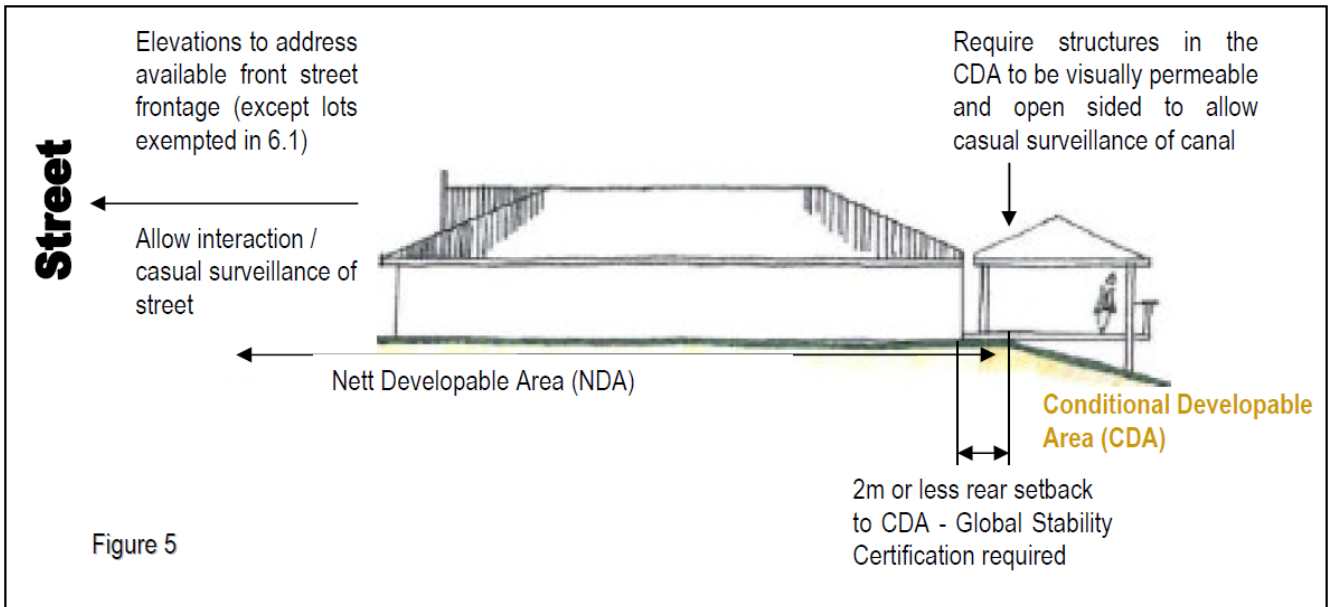 Elevations to address
available front street
frontage (except lots
exempted in 6.1)
Street
Allow interaction /
casual surveillance of
street
Require structures in the
CDA to be visually permeable
and open sided to allow
casual surveillance of canal
Nett Developable Area (NDA)
Conditional Developable
Area (CDA)
2m or less rear setback
to CDA - Global Stability
Certification required
Figure 5